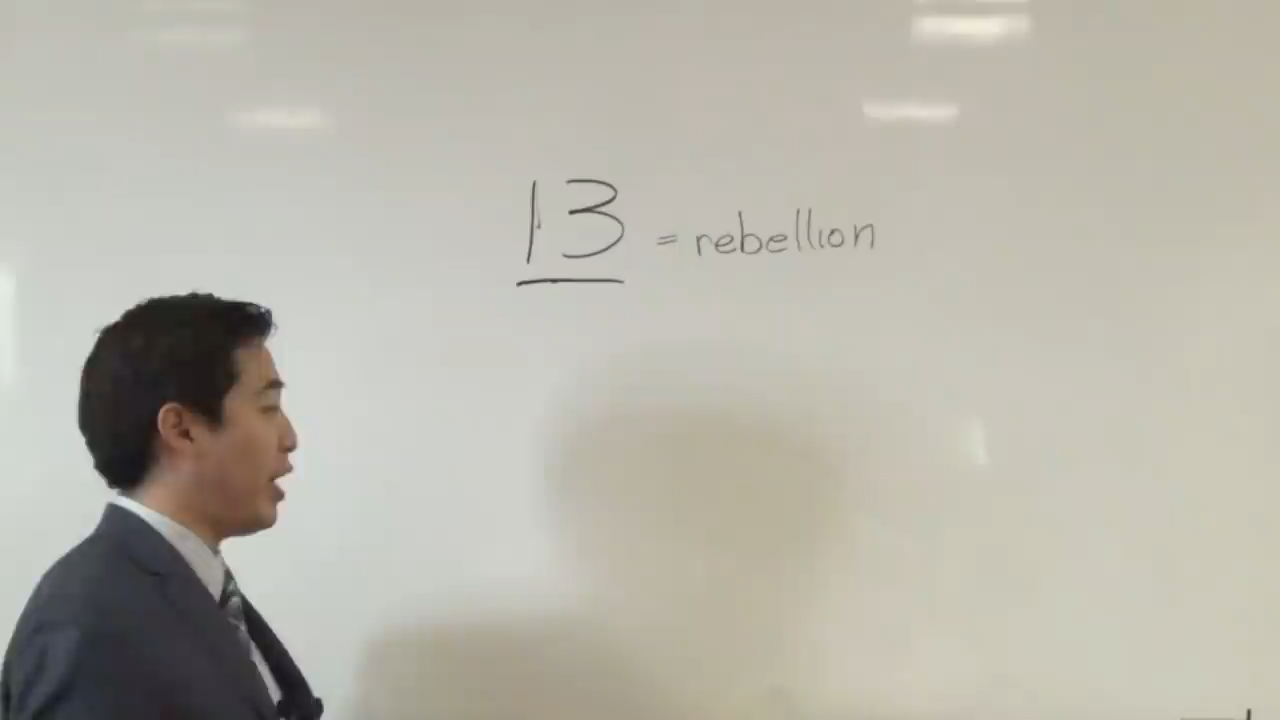 13 = rebellion